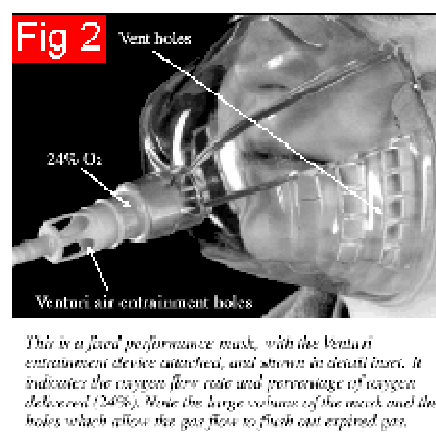 Fig 2
Vent holes
24% O₂
Venturi air entrainment holes
This is a fixed performance mask, with the Venturi
entrainment device attached, and shown in detail inset. It
indicates the oxygen flow rate and percentage of oxygen
delivered (24%). Note the large volume of the mask and the
holes which allow the gas flow to flush out expired gas.